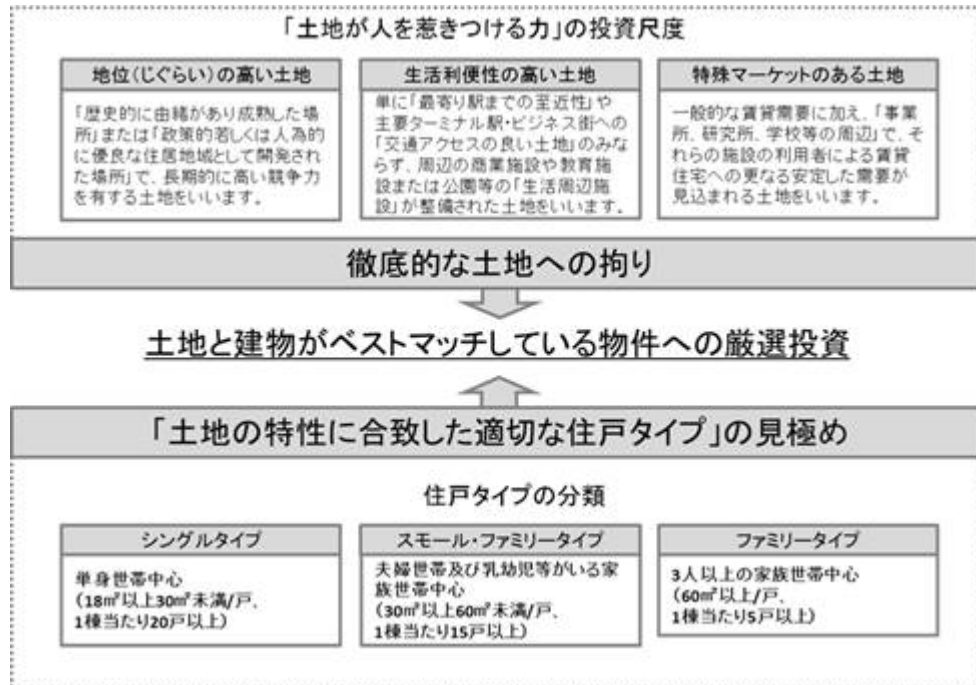 「土地が人を惹きつける力」の投資尺度
地位(じぐらい)の高い土地
「歴史的に由緒があり成熟した場
所」または「政策的若しくは人為的
に優良な住居地域として開発され
た場所」で、長期的に高い競争力
を有する土地をいいます。
生活利便性の高い土地
単に「最寄り駅までの至近性」や
主要ターミナル駅・ビジネス街への
「交通アクセスの良い土地」のみな
らず、周辺の商業施設や教育施
設または公園等の「生活周辺施
設」が整備された土地をいいます。
特殊マーケットのある土地
一般的な賃貸需要に加え、「事業
所、研究所、学校等の周辺」で、そ
れらの施設の利用者による賃貸
住宅への更なる安定した需要が
見込まれる土地をいいます。
徹底的な土地への拘り
土地と建物がベストマッチしている物件への厳選投資
「土地の特性に合致した適切な住戸タイプ」の見極め
住戸タイプの分類
シングルタイプ
単身世帯中心
(18㎡以上30㎡未満/戸、
1棟当たり20戸以上)
スモール・ファミリータイプ
夫婦世帯及び乳幼児等がいる家
族世帯中心
(30㎡以上60㎡未満/戸、
1棟当たり15戸以上)
ファミリータイプ
3人以上の家族世帯中心
(60㎡以上/戸、
1棟当たり5戸以上)